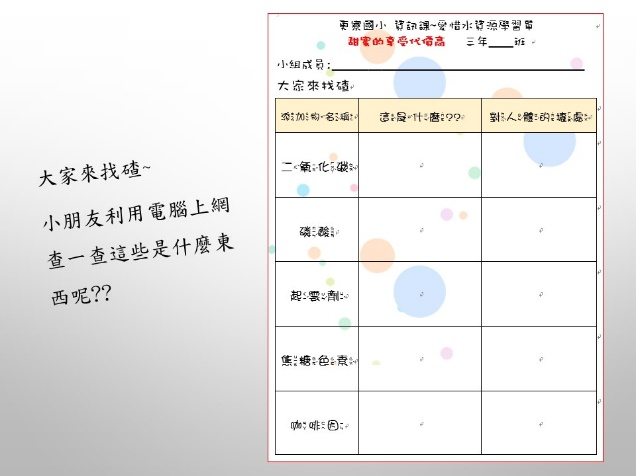 大家來找碴~
小朋友利用電腦上網
查一查這些是什麼東
西呢??
東寮國小 資訊課~愛惜水資源學習單
甜蜜的享受代價高 三年____班
小組成員:
大家來找碴
添加物名稱 這是什麼?? 對人體的壞處
二氧化碳
磷酸
起雲劑
焦糖色素
咖啡因